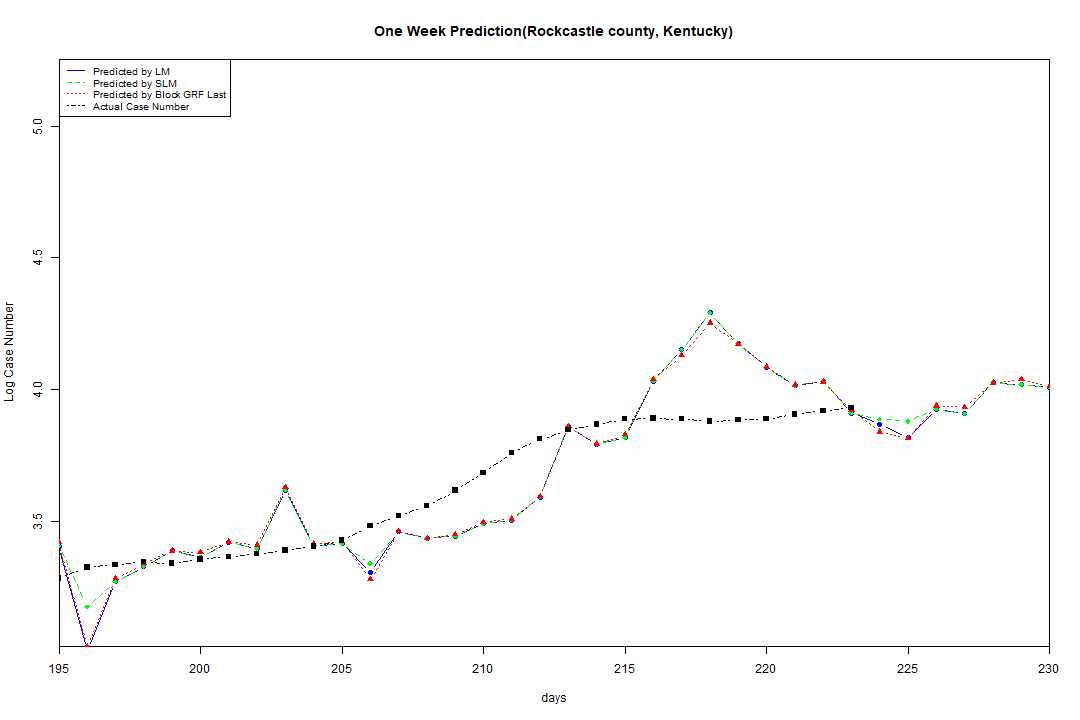 One Week Prediction(Rockcastle county, Kentucky)
Predicted by LM
Predicted by SLM
Predicted by Block GRF Last
Actual Case Number
5.0
4.5
4.0
3.5
Log Case Number
195 200 205 210 215 220 225 230
days